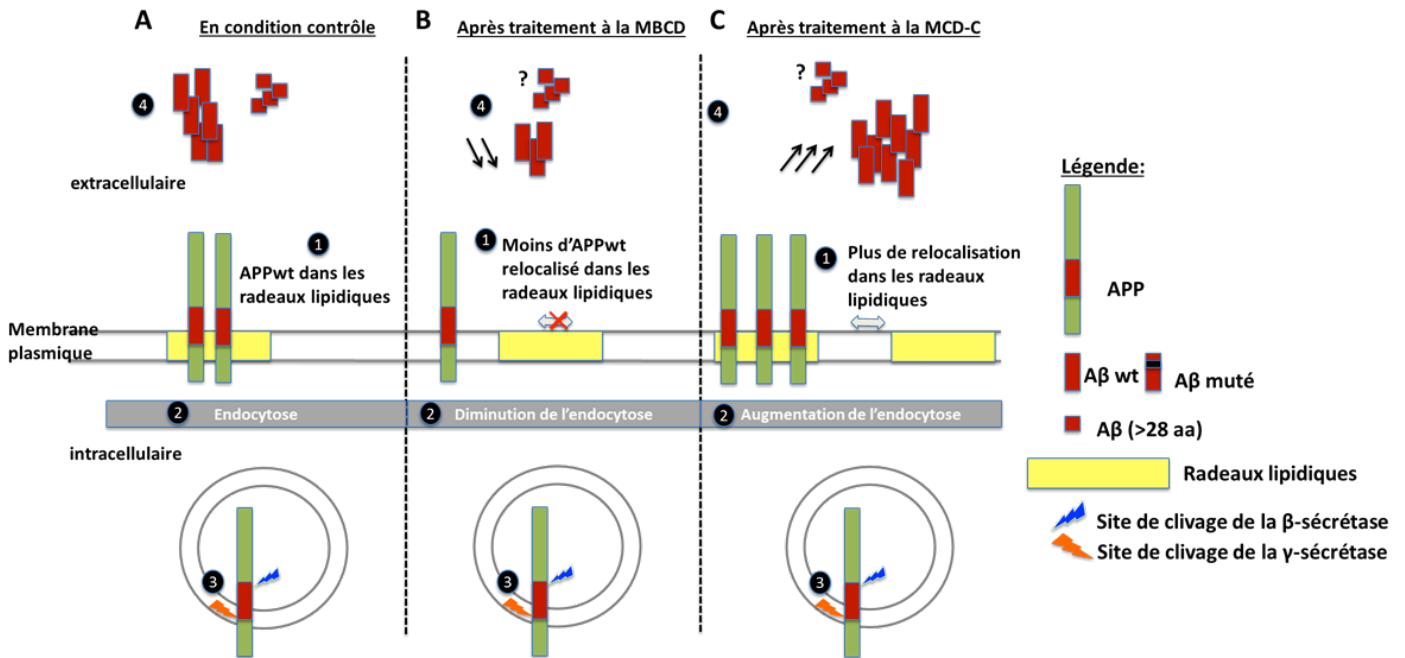 A
En condition contrôle
B
Après traitement à la MBCD
C
Après traitement à la MCD-C
4
?
4
?
4
extracellulaire
1
APPwt dans les
radeaux lipidiques
1
Moins d'APPwt
relocalisé dans les
radeaux lipidiques
1
Plus de relocalisation
dans les radeaux
lipidiques
Membrane
plasmique
2
Endocytose
2
Diminution de l'endocytose
2
Augmentation de l'endocytose
intracellulaire
3
3
3
Légende:
APP
Aβ wt
Aβ muté
Aβ (>28 aa)
Radeaux lipidiques
Site de clivage de la β-sécrétase
Site de clivage de la γ-sécrétase